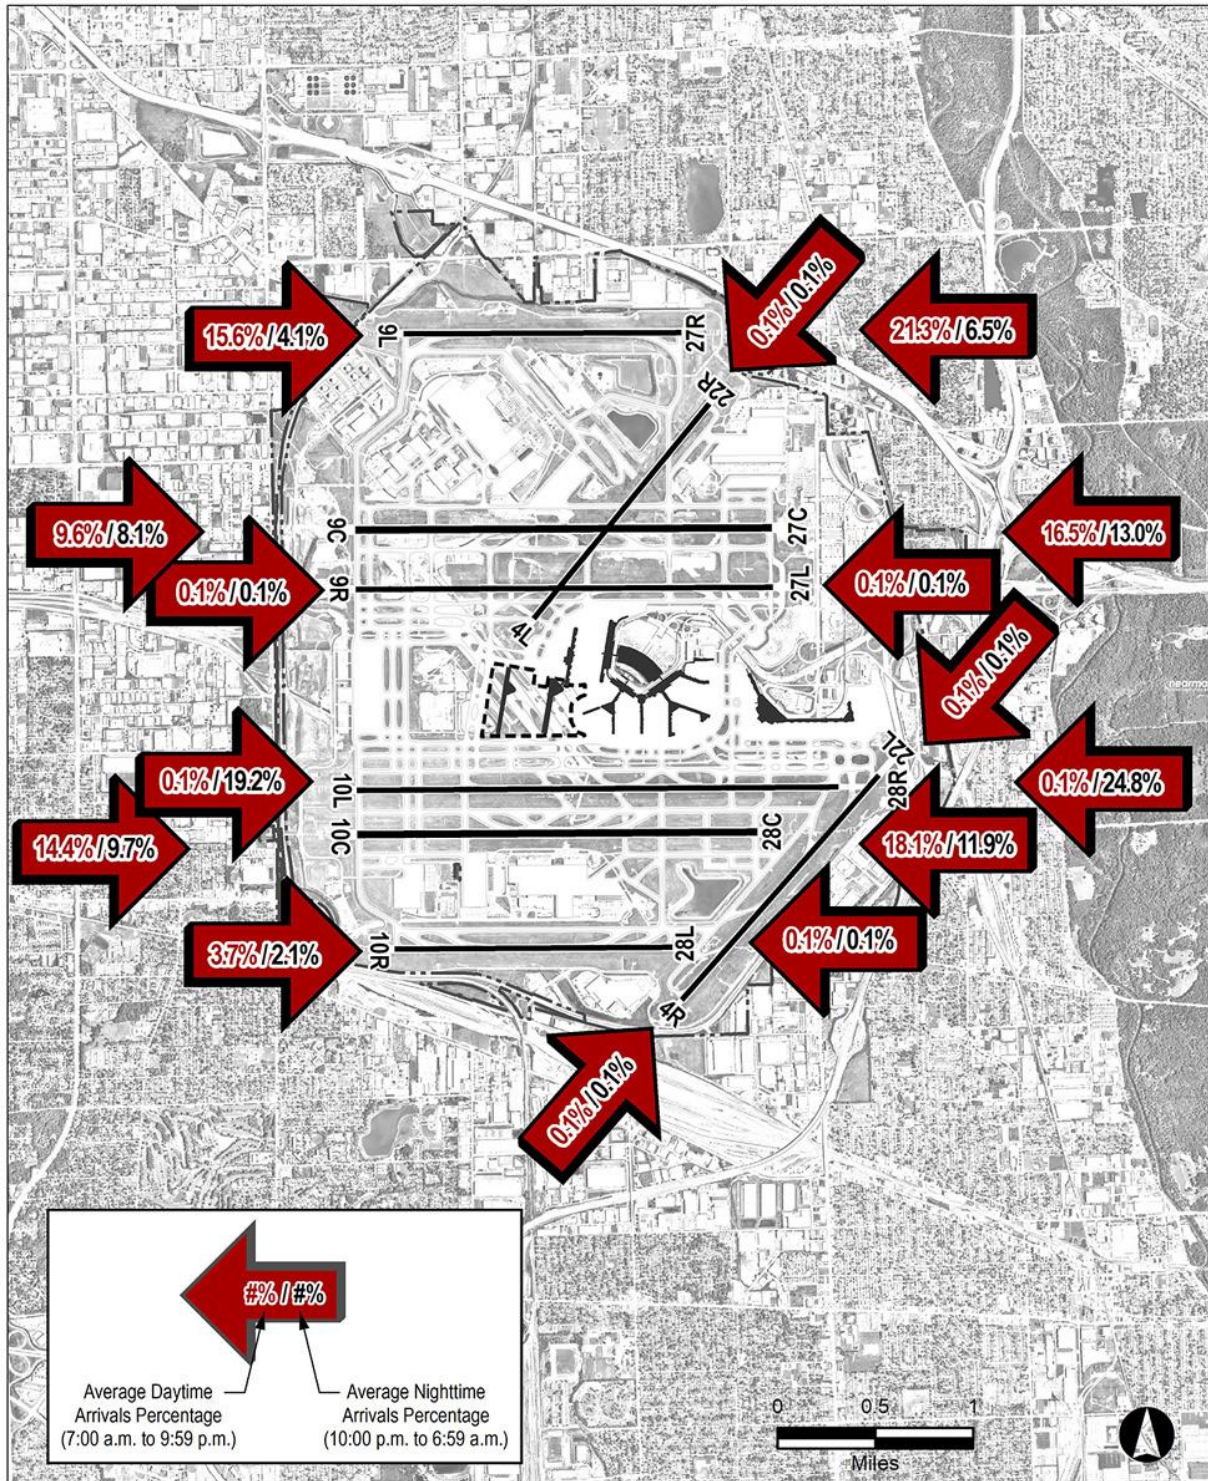 0.1% / 0.1%
15.6% / 4.1%
9L
27R
21.3% / 6.5%
22R
9.6% / 8.1%
9C
27C
16.5% / 13.0%
0.1% / 0.1%
9R
27L
0.1% / 0.1%
4L
0.1% / 0.1%
22L
0.1% / 19.2%
10L
28R
0.1% / 24.8%
14.4% / 9.7%
10C
28C
18.1% / 11.9%
3.7% / 2.1%
10R
28L
0.1% / 0.1%
4R
0.1% / 0.1%
#% / #%
Average Daytime
Arrivals Percentage
(7:00 a.m. to 9:59 p.m.)
Average Nighttime
Arrivals Percentage
(10:00 p.m. to 6:59 a.m.)
0 0.5 1
Miles